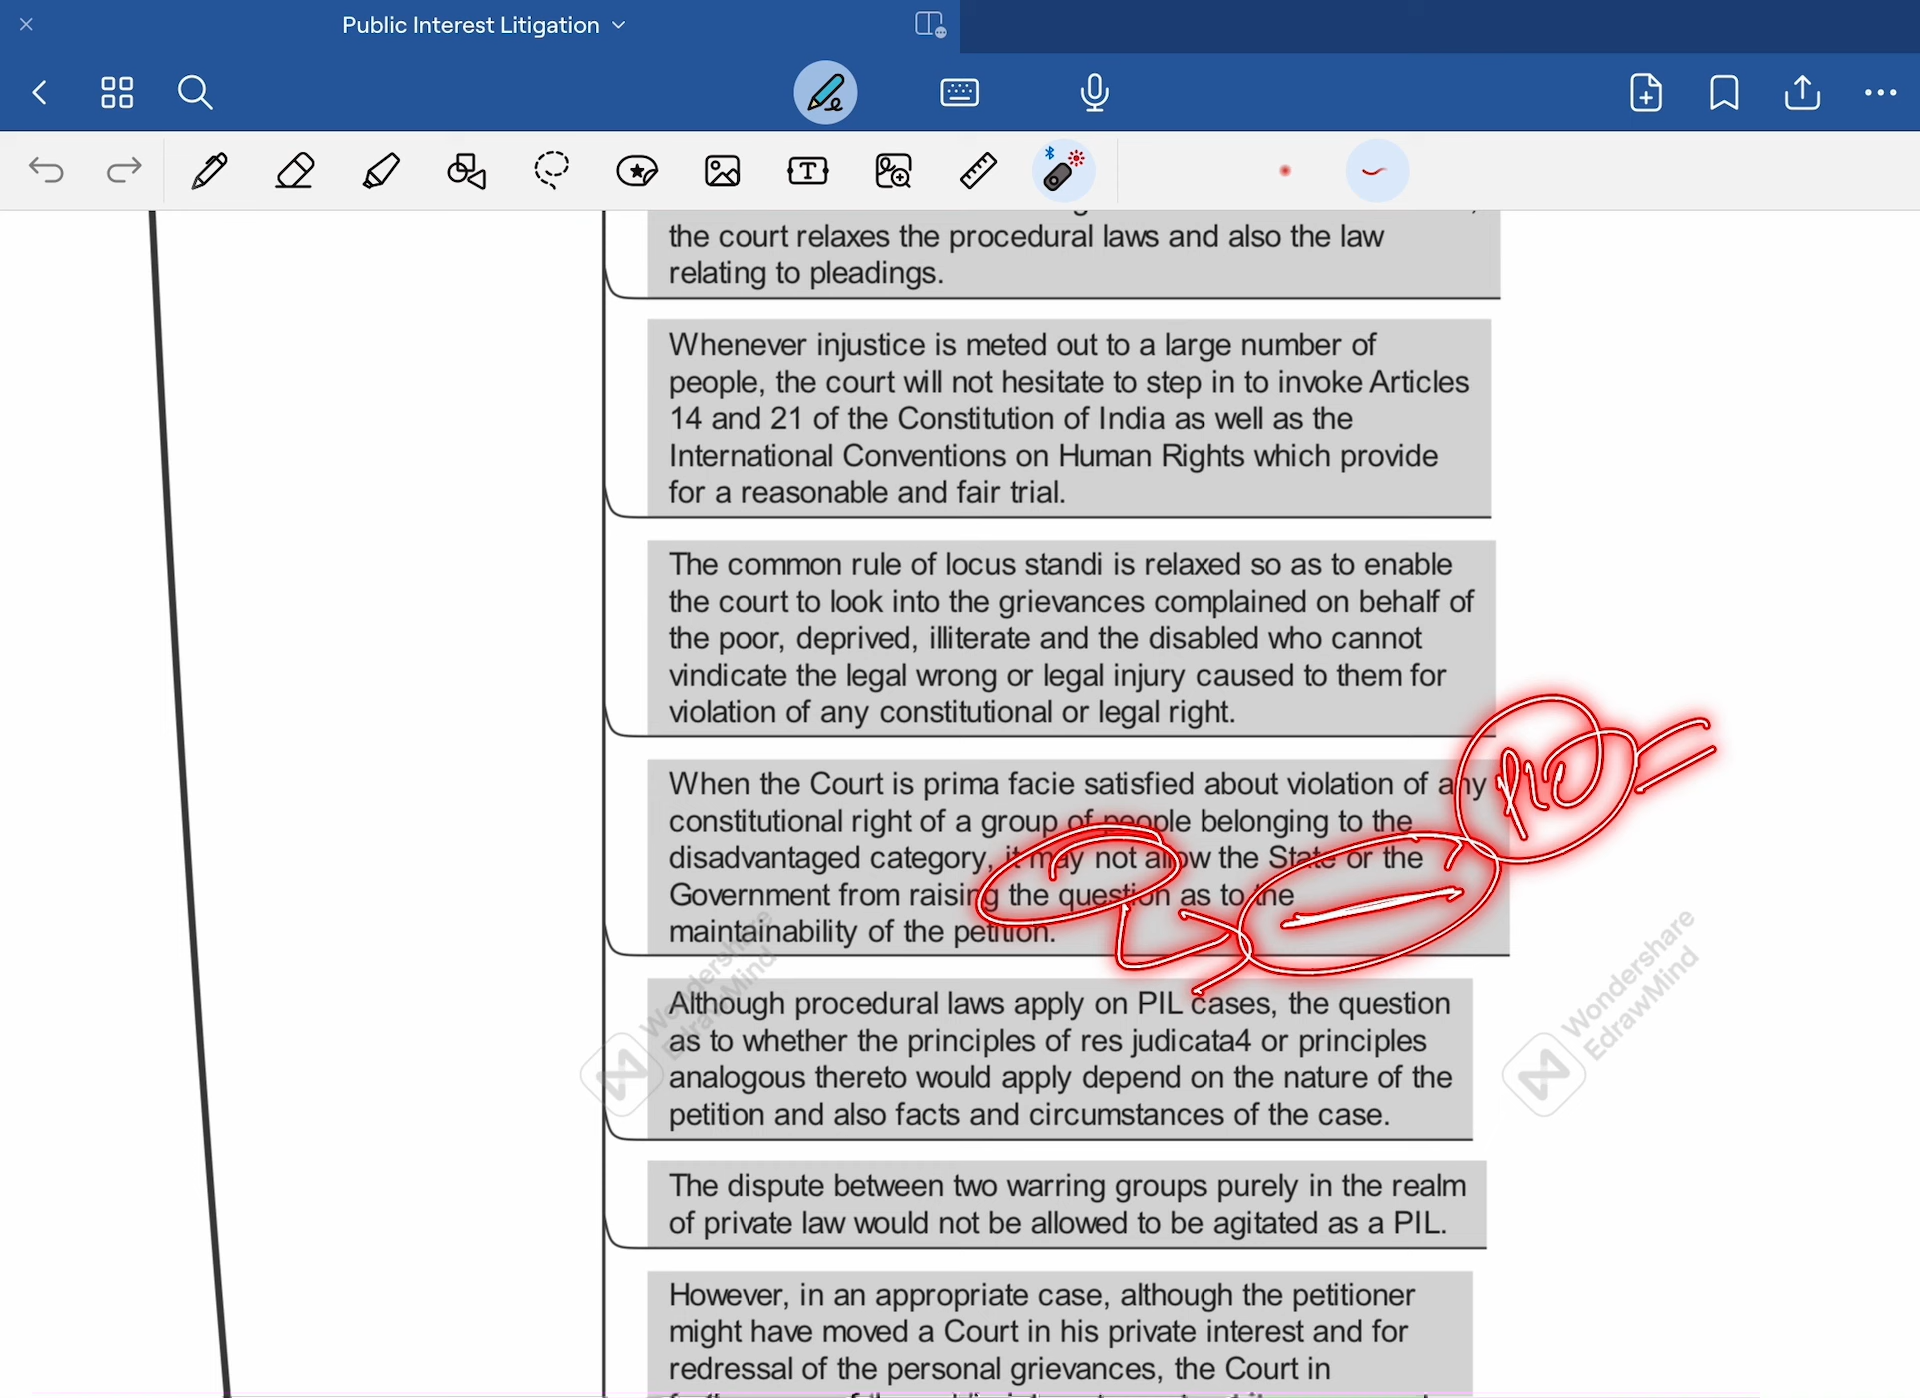 Public Interest Litigation
the court relaxes the procedural laws and also the law
relating to pleadings.
Whenever injustice is meted out to a large number of
people, the court will not hesitate to step in to invoke Articles
14 and 21 of the Constitution of India as well as the
International Conventions on Human Rights which provide
for a reasonable and fair trial.
The common rule of locus standi is relaxed so as to enable
the court to look into the grievances complained on behalf of
the poor, deprived, illiterate and the disabled who cannot
vindicate the legal wrong or legal injury caused to them for
violation of any constitutional or legal right.
When the Court is prima facie satisfied about violation of any
constitutional right of a group of people belonging to the
disadvantaged category, it may not allow the State or the
Government from raising the question as to the
maintainability of the petition.
Although procedural laws apply on PIL cases, the question
as to whether the principles of res judicata4 or principles
analogous thereto would apply depend on the nature of the
petition and also facts and circumstances of the case.
The dispute between two warring groups purely in the realm
of private law would not be allowed to be agitated as a PIL.
However, in an appropriate case, although the petitioner
might have moved a Court in his private interest and for
redressal of the personal grievances, the Court in
Wondershare
EdrawMind
Wondershare
EdrawMind